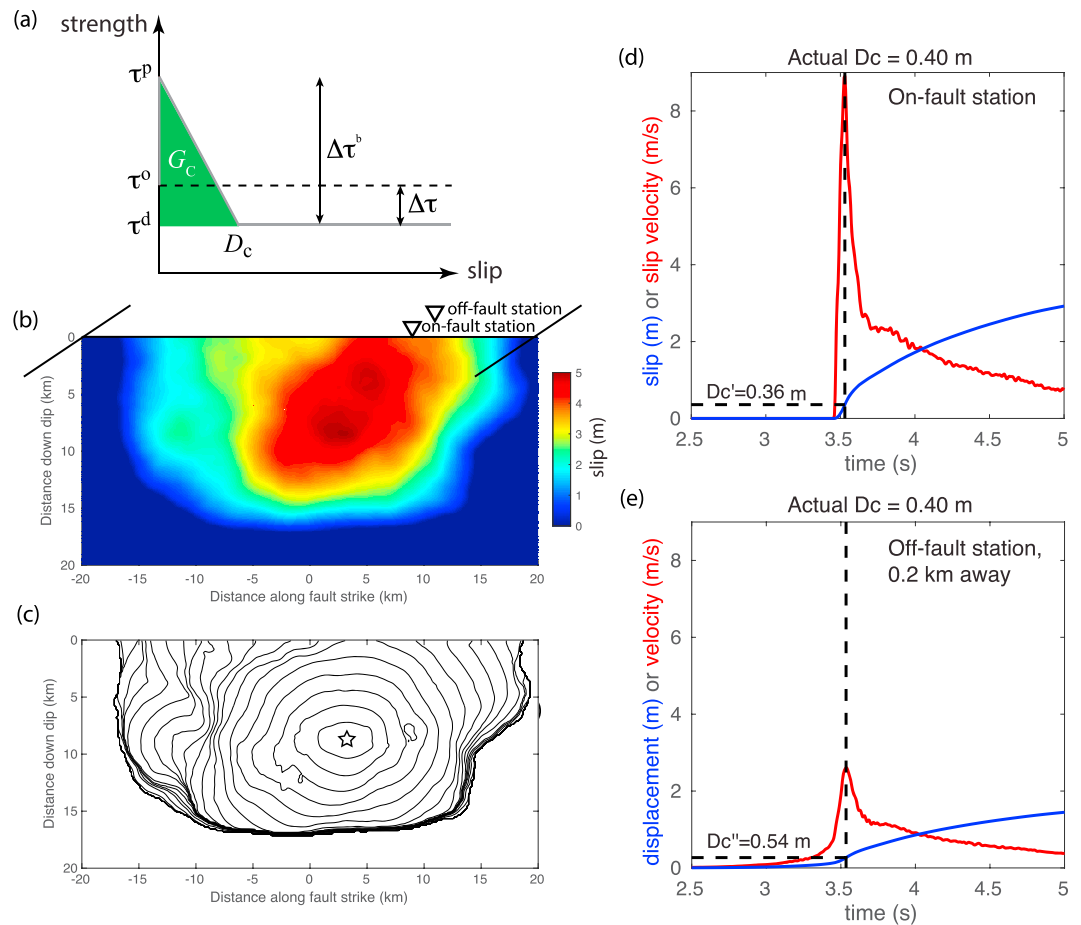 (a)
strength
τᵖ
τᵒ
τᵈ
G_C
Δτᵇ
Δτ
D_c
slip
(b)
off-fault station
on-fault station
0
5
10
15
20
Distance down dip (km)
-20 -15 -10 -5 0 5 10 15 20
Distance along fault strike (km)
5
4
3
2
1
0
slip (m)
(c)
0
5
10
15
20
Distance down dip (km)
-20 -15 -10 -5 0 5 10 15 20
Distance along fault strike (km)
(d)
Actual Dc = 0.40 m
On-fault station
8
6
4
2
0
slip (m) or slip velocity (m/s)
Dc'=0.36 m
2.5 3 3.5 4 4.5 5
time (s)
(e)
Actual Dc = 0.40 m
Off-fault station,
0.2 km away
8
6
4
2
0
displacement (m) or velocity (m/s)
Dc''=0.54 m
2.5 3 3.5 4 4.5 5
time (s)